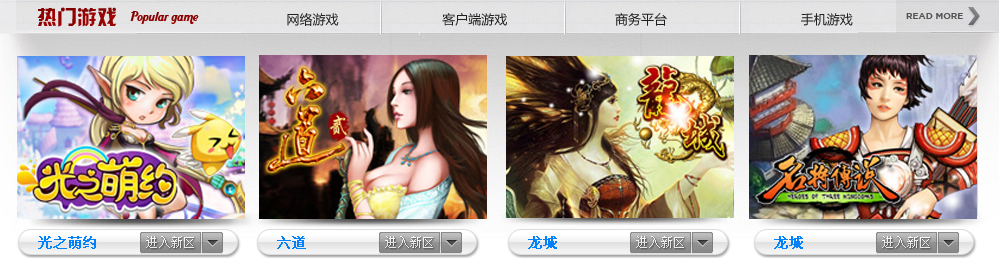 热门游戏 Popular game 网络游戏 客户端游戏 商务平台 手机游戏 READ MORE
光之萌约
六道 贰
龙城
名将傳说
HEROES OF THREE KINGDOMS
光之萌约 进入新区 六道 进入新区 龙城 进入新区 龙城 进入新区